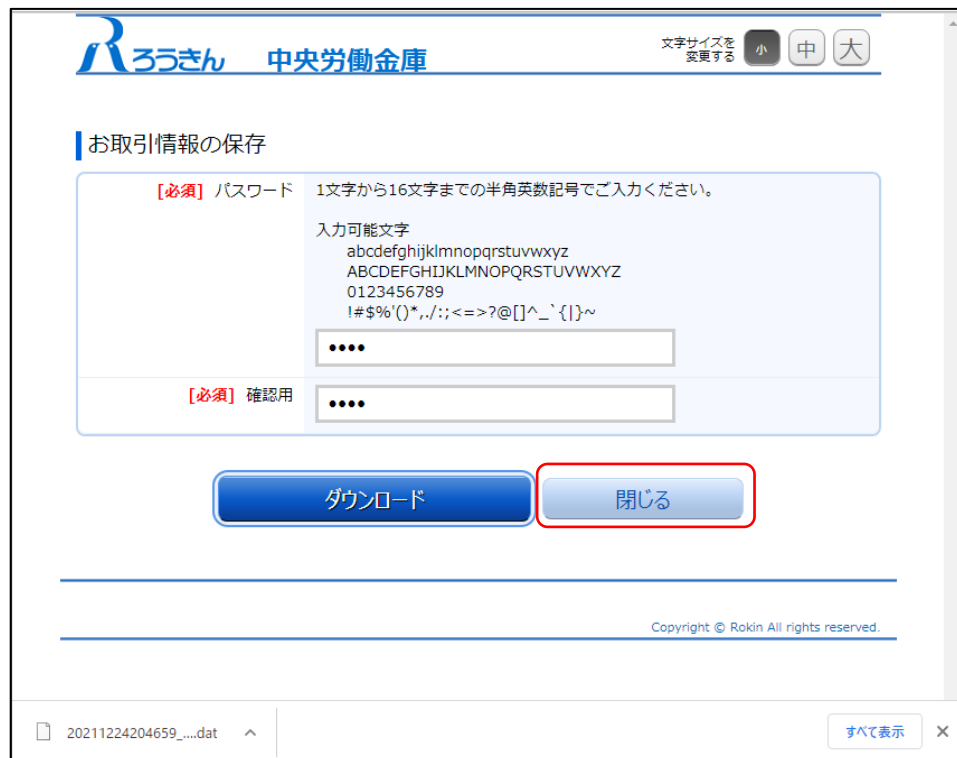 ろうきん 中央労働金庫
文字サイズを
変更する 小 中 大
お取引情報の保存
[必須] パスワード 1文字から16文字までの半角英数記号でご入力ください。
入力可能文字
abcdefghijklmnopqrstuvwxyz
ABCDEFGHIJKLMNOPQRSTUVWXYZ
0123456789
!#$%'()*,./:;<=>?@[]^_`{|}~
••••
[必須] 確認用 ••••
ダウンロード 閉じる
Copyright © Rokin All rights reserved.
20211224204659_....dat すべて表示